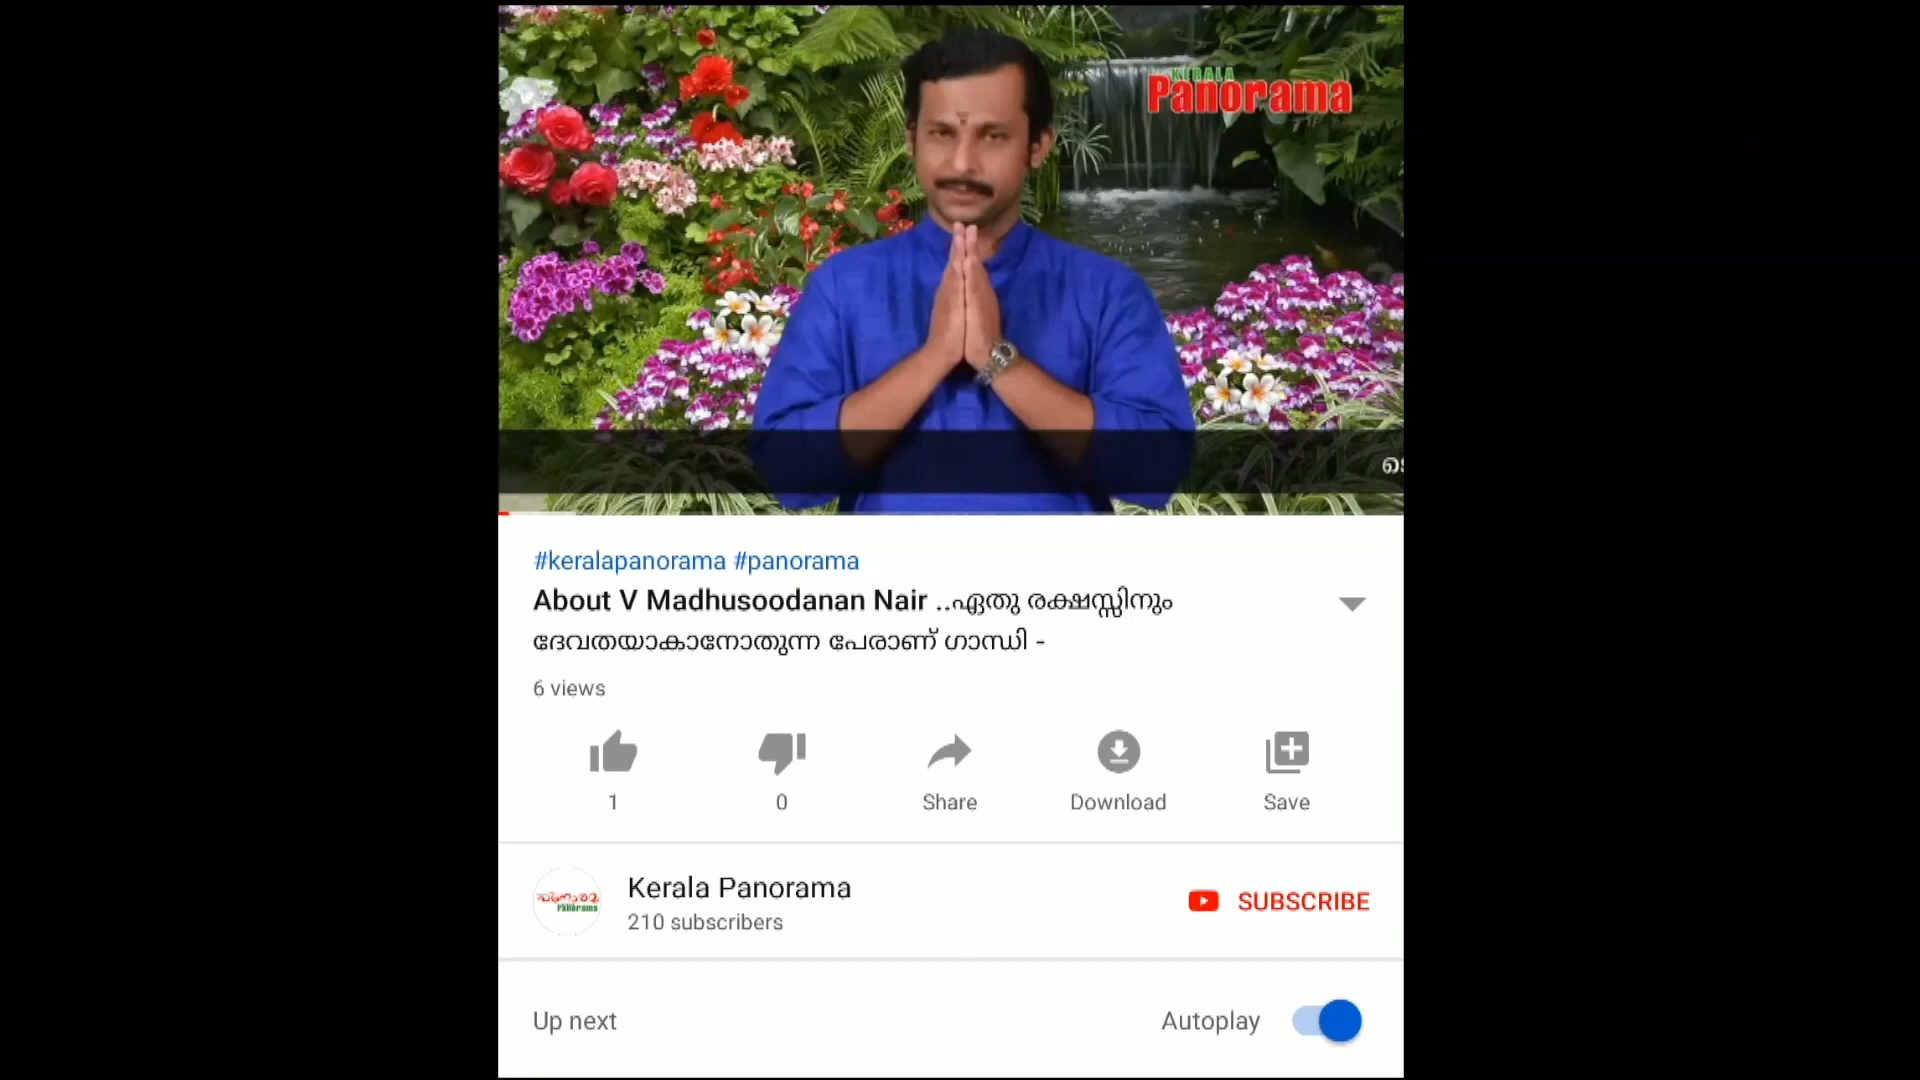 KERALA
Panorama
#keralapanorama #panorama
About V Madhusoodanan Nair ..ഏതു രക്ഷസ്സിനും
ദേവതയാകാനോതുന്ന പേരാണ് ഗാന്ധി -
6 views
1
0
Share
Download
Save
Kerala Panorama
210 subscribers
SUBSCRIBE
Up next
Autoplay